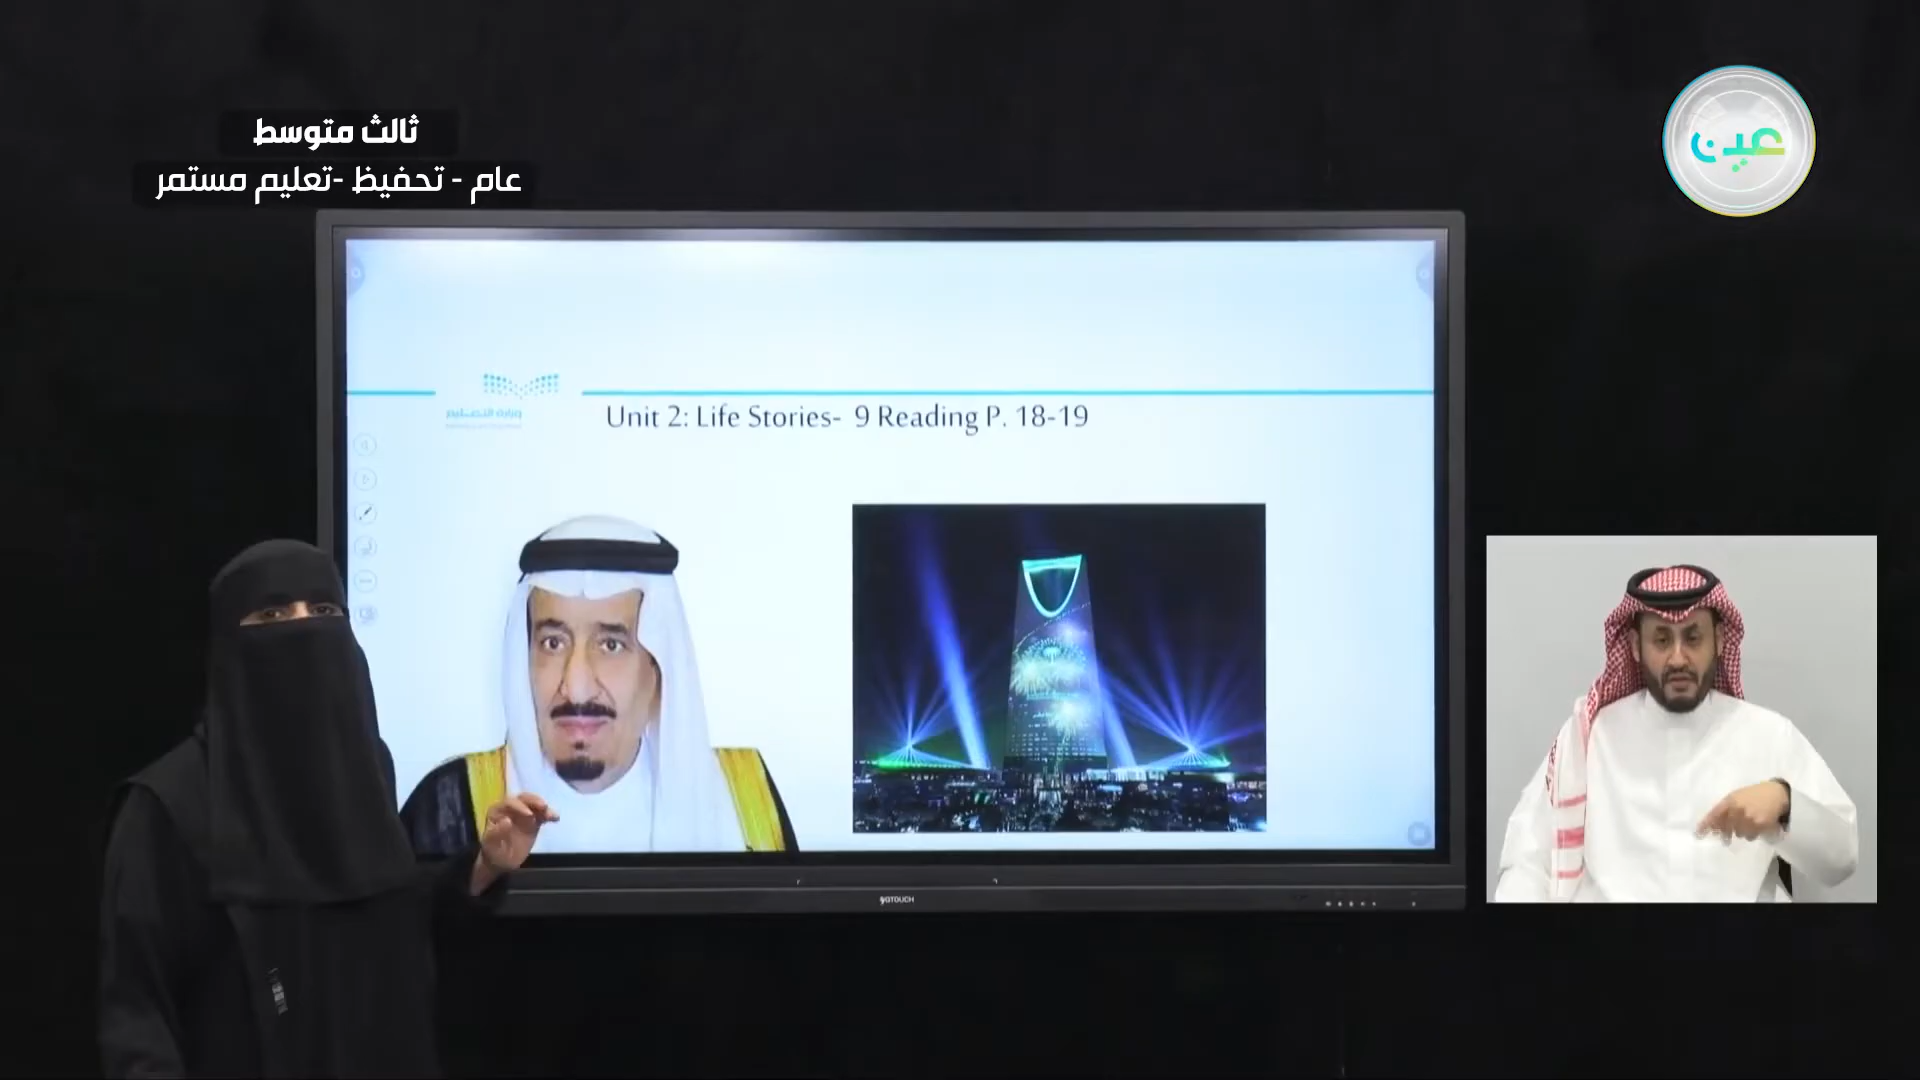 ثالث متوسط
عام - تحفيظ -تعليم مستمر
عين
وزارة التعليم
Unit 2: Life Stories- 9 Reading P. 18-19